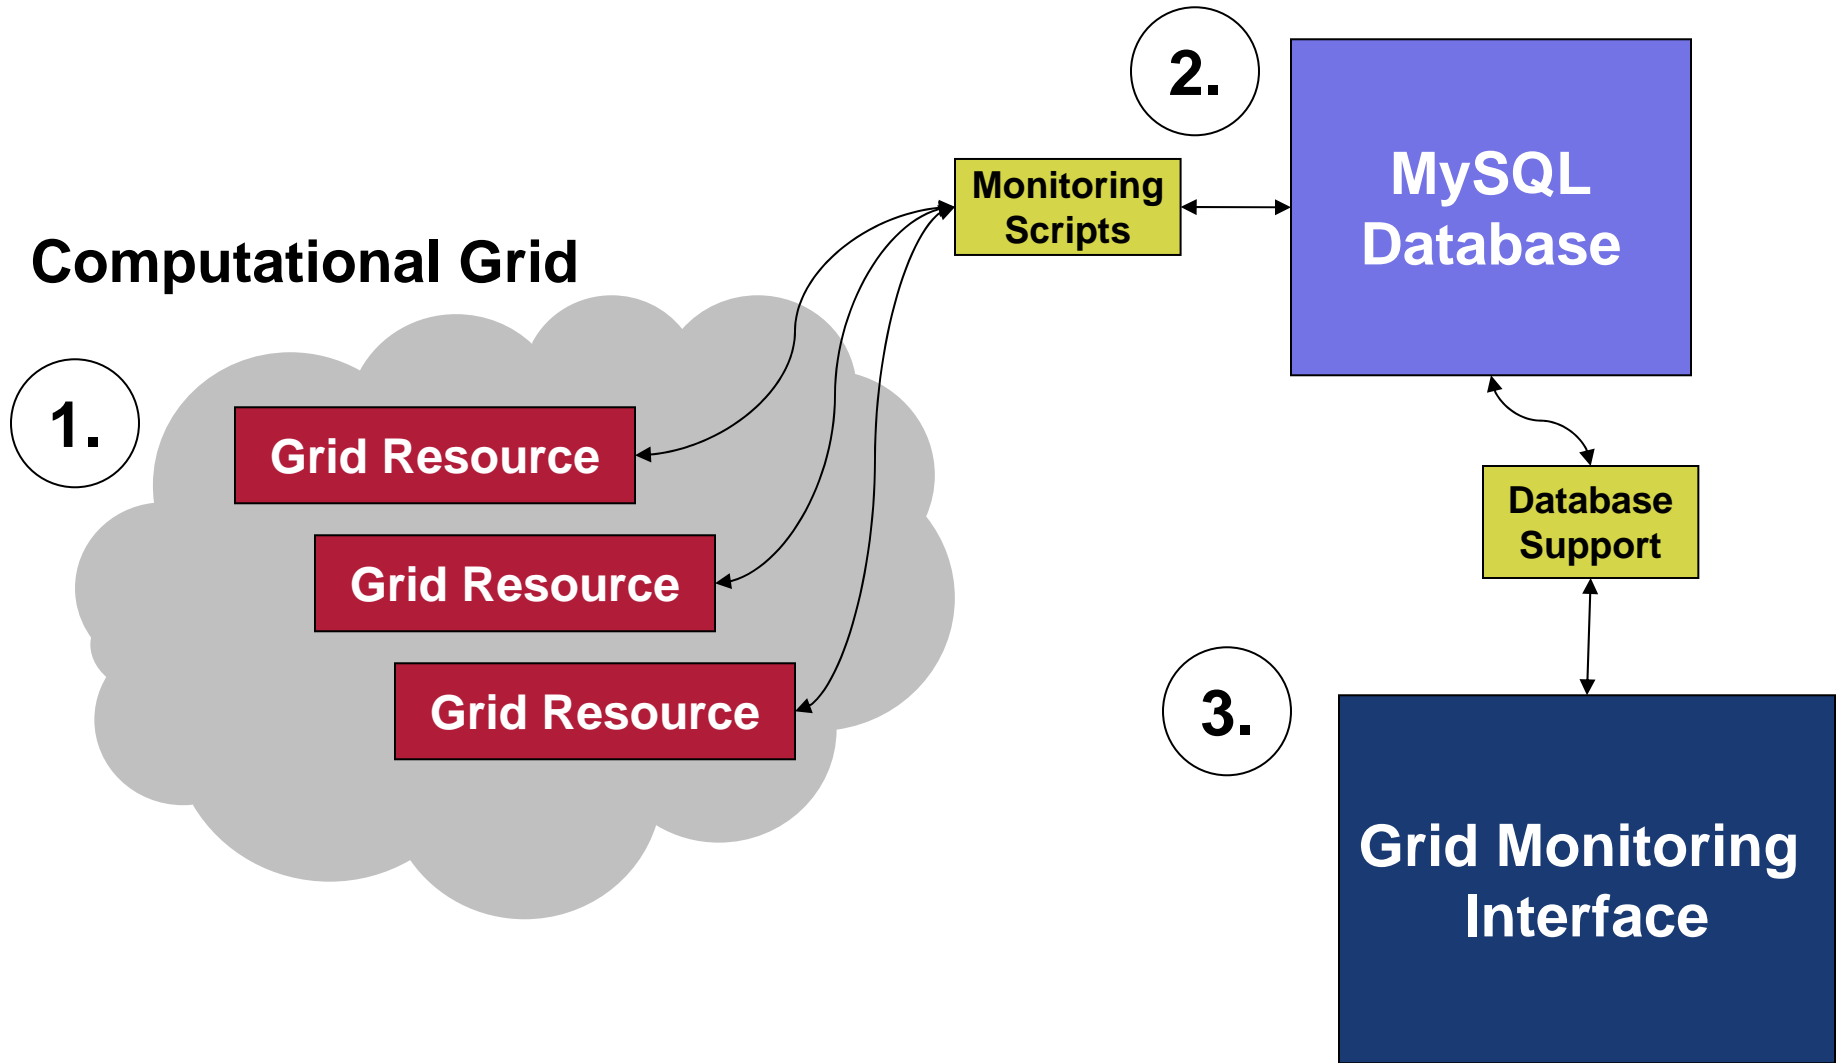 Computational Grid
1.
Grid Resource
Grid Resource
Grid Resource
Monitoring
Scripts
2.
MySQL
Database
Database
Support
3.
Grid Monitoring
Interface